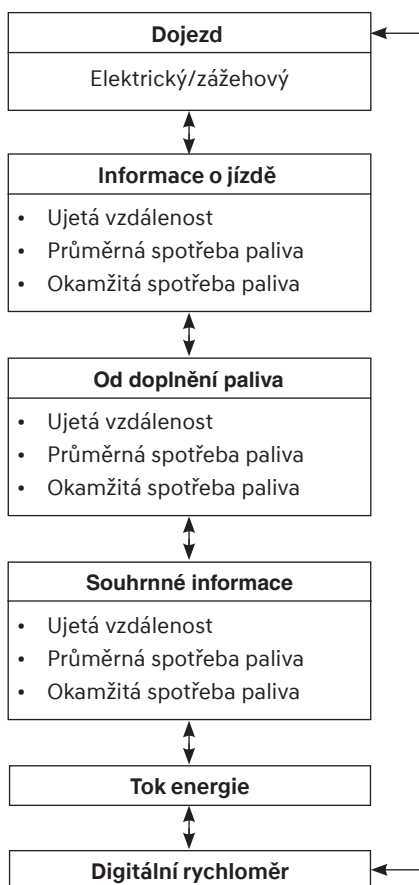 Dojezd
Elektrický/zážehový
Informace o jízdě
• Ujetá vzdálenost
• Průměrná spotřeba paliva
• Okamžitá spotřeba paliva
Od doplnění paliva
• Ujetá vzdálenost
• Průměrná spotřeba paliva
• Okamžitá spotřeba paliva
Souhrnné informace
• Ujetá vzdálenost
• Průměrná spotřeba paliva
• Okamžitá spotřeba paliva
Tok energie
Digitální rychloměr